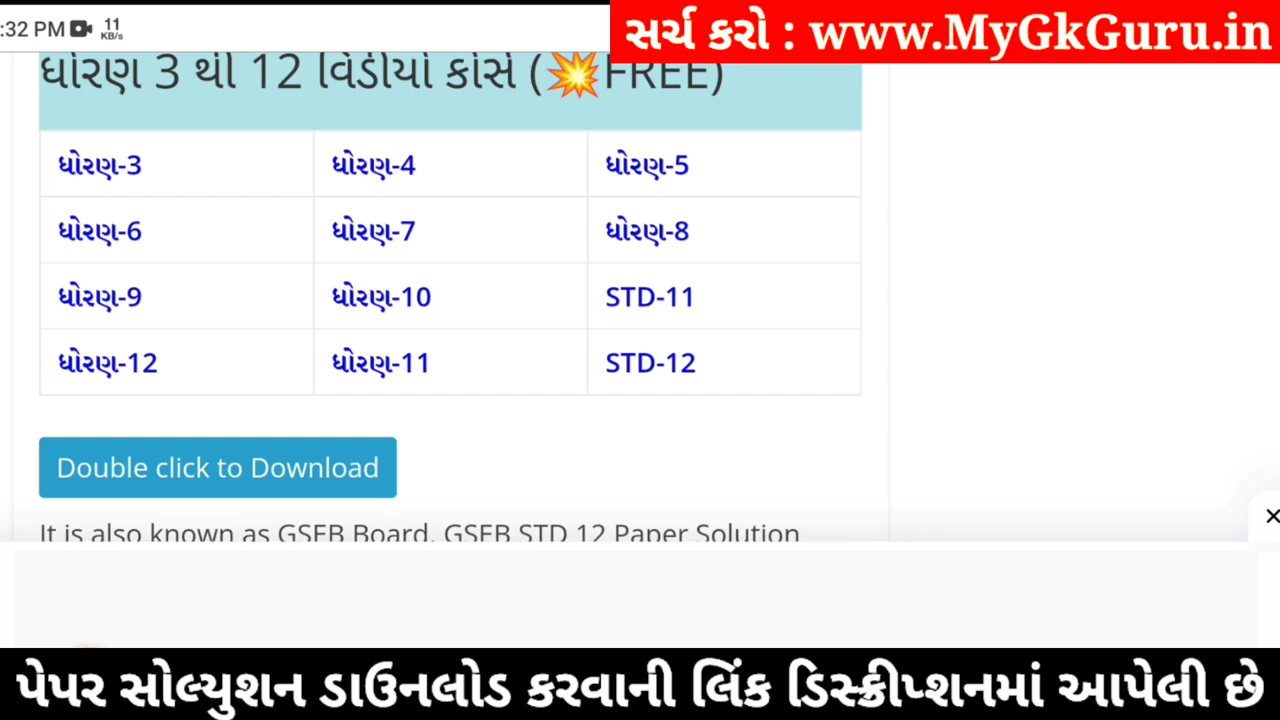 :32 PM 11 KB/s
સર્ચ કરો : www.MyGkGuru.in
ધોરણ 3 થી 12 વિડીયો કોર્સ (💥FREE)
ધોરણ-3 ધોરણ-4 ધોરણ-5
ધોરણ-6 ધોરણ-7 ધોરણ-8
ધોરણ-9 ધોરણ-10 STD-11
ધોરણ-12 ધોરણ-11 STD-12
Double click to Download
It is also known as GSEB Board. GSEB STD 12 Paper Solution
પેપર સોલ્યુશન ડાઉનલોડ કરવાની લિંક ડિસ્ક્રીપ્શનમાં આપેલી છે